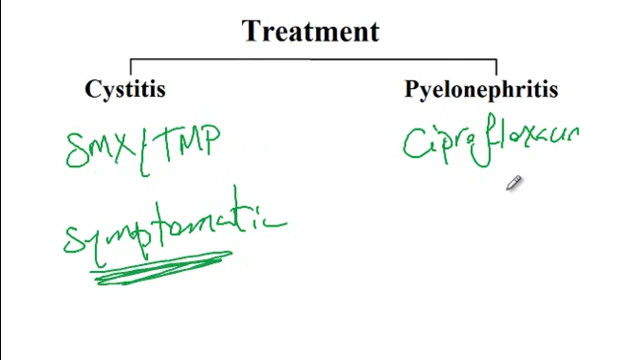 Treatment
Cystitis
Pyelonephritis
SMX/TMP
Ciprofloxacin
symptomatic